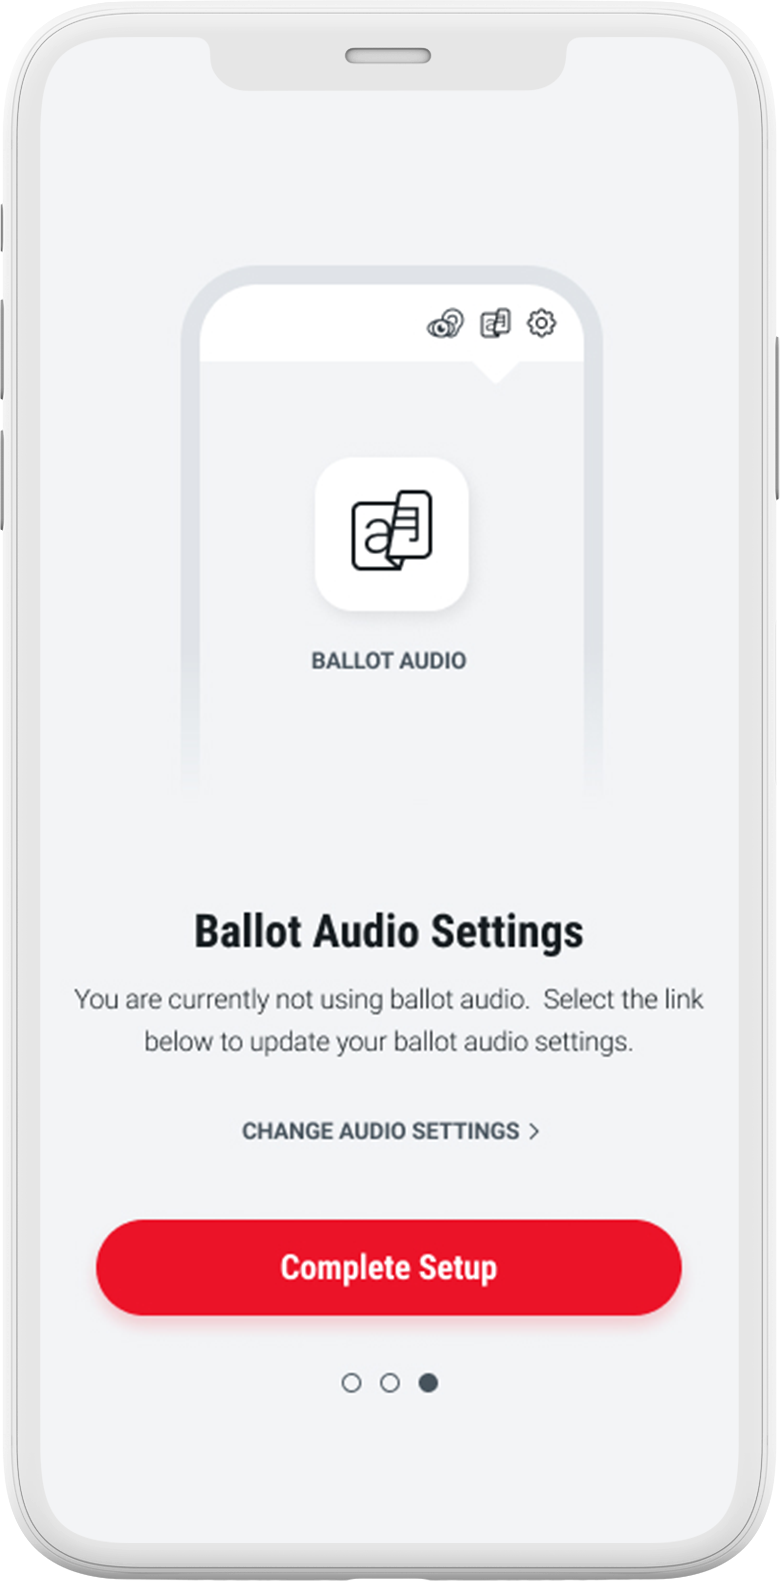 BALLOT AUDIO
Ballot Audio Settings
You are currently not using ballot audio.  Select the link
below to update your ballot audio settings.
CHANGE AUDIO SETTINGS >
Complete Setup